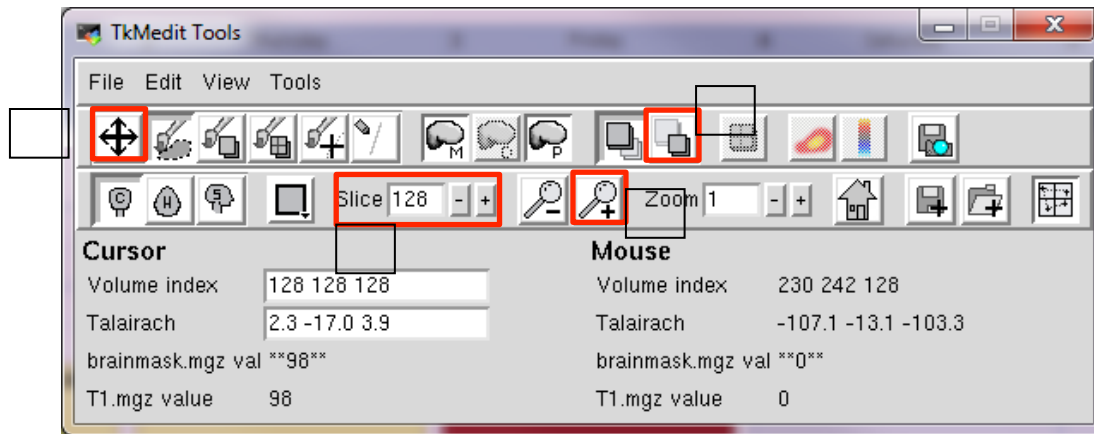 TkMedit Tools
File Edit View Tools
M G P
C H S Slice 128 - + Zoom 1 - +
Cursor Mouse
Volume index 128 128 128 Volume index 230 242 128
Talairach 2.3 -17.0 3.9 Talairach -107.1 -13.1 -103.3
brainmask.mgz val **98** brainmask.mgz val **0**
T1.mgz value 98 T1.mgz value 0